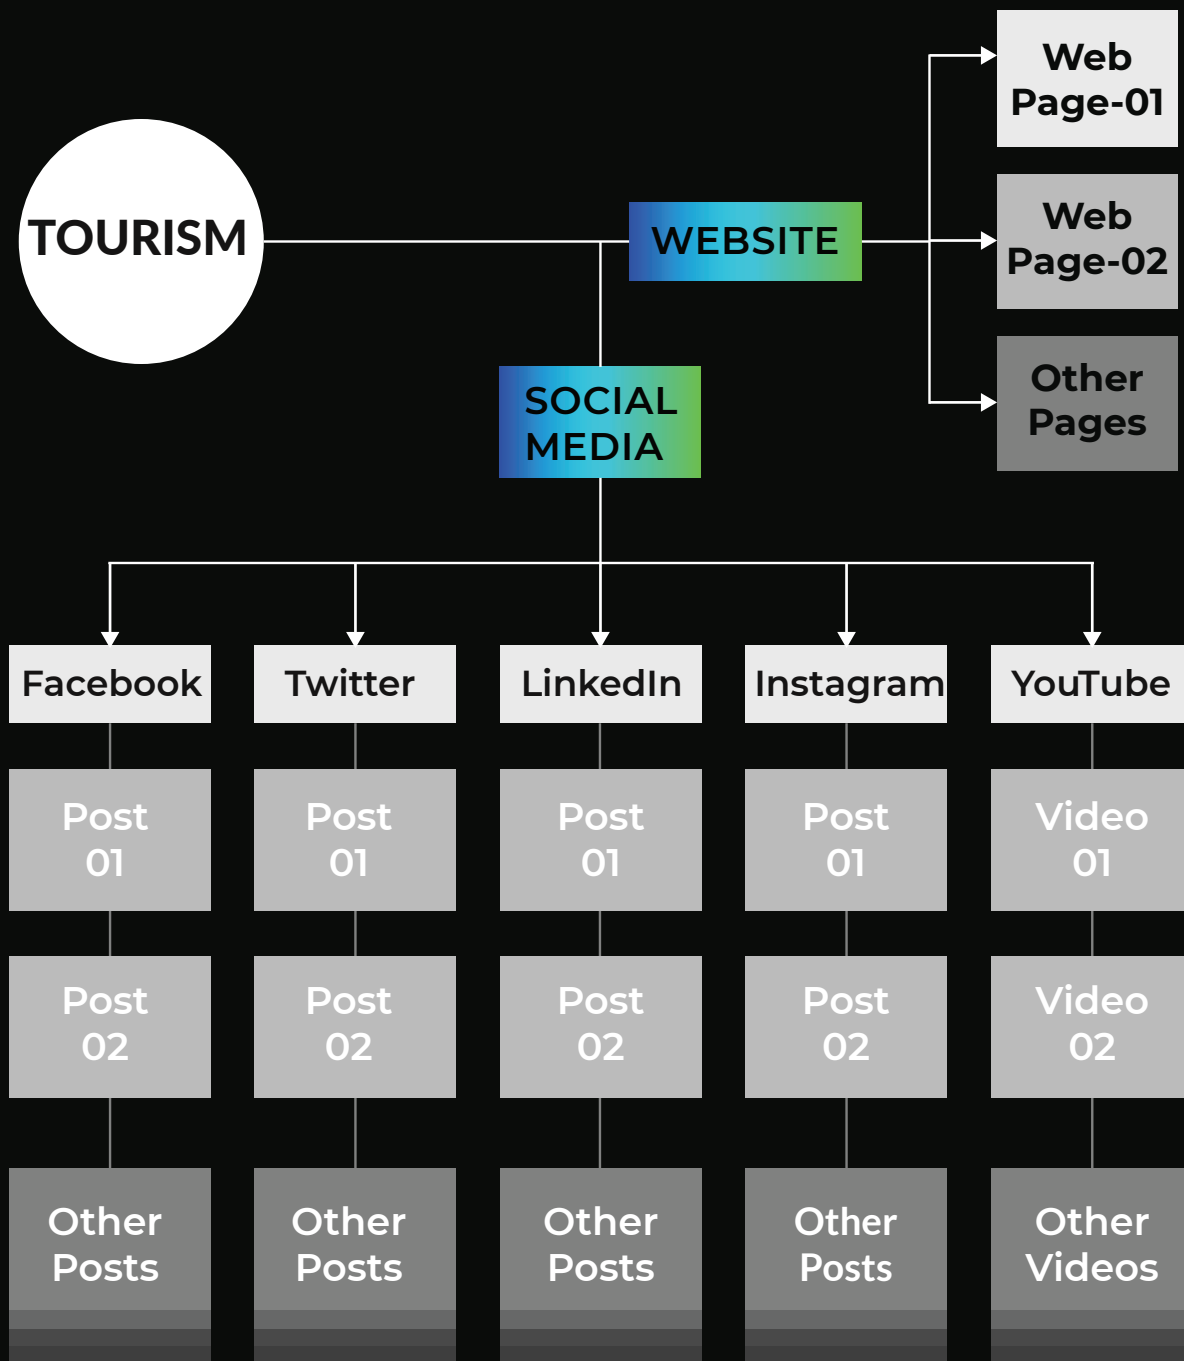 Web
Page-01
TOURISM
WEBSITE
Web
Page-02
Other
Pages
SOCIAL
MEDIA
Facebook
Twitter
LinkedIn
Instagram
YouTube
Post
01
Post
01
Post
01
Post
01
Video
01
Post
02
Post
02
Post
02
Post
02
Video
02
Other
Posts
Other
Posts
Other
Posts
Other
Posts
Other
Videos